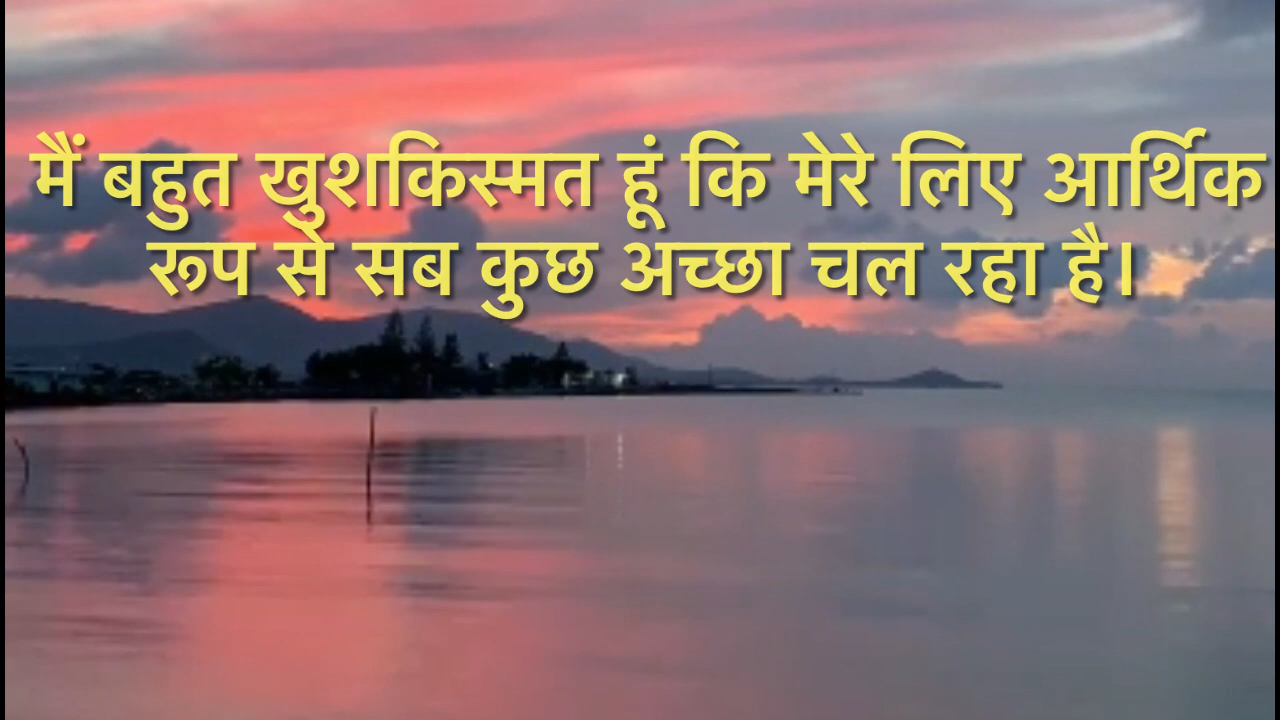 मैं बहुत खुशकिस्मत हूं कि मेरे लिए आर्थिक
रूप से सब कुछ अच्छा चल रहा है।